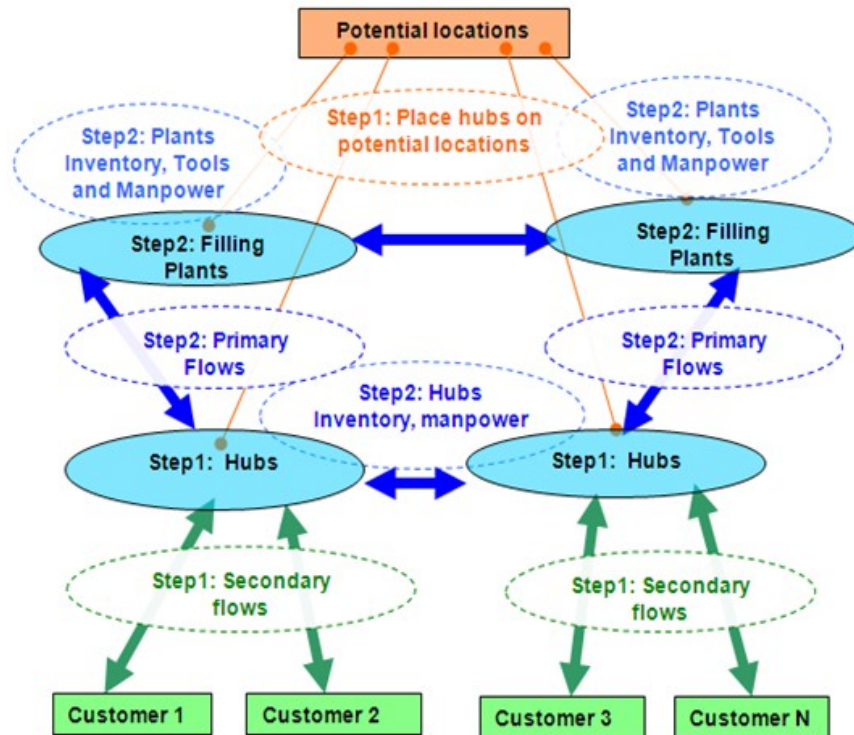 Potential locations
Step2: Plants
Inventory, Tools
and Manpower
Step1: Place hubs on
potential locations
Step2: Plants
Inventory, Tools
and Manpower
Step2: Filling
Plants
Step2: Filling
Plants
Step2: Primary
Flows
Step2: Primary
Flows
Step2: Hubs
Inventory, manpower
Step1:  Hubs
Step1:  Hubs
Step1: Secondary
flows
Step1: Secondary
flows
Customer 1
Customer 2
Customer 3
Customer N